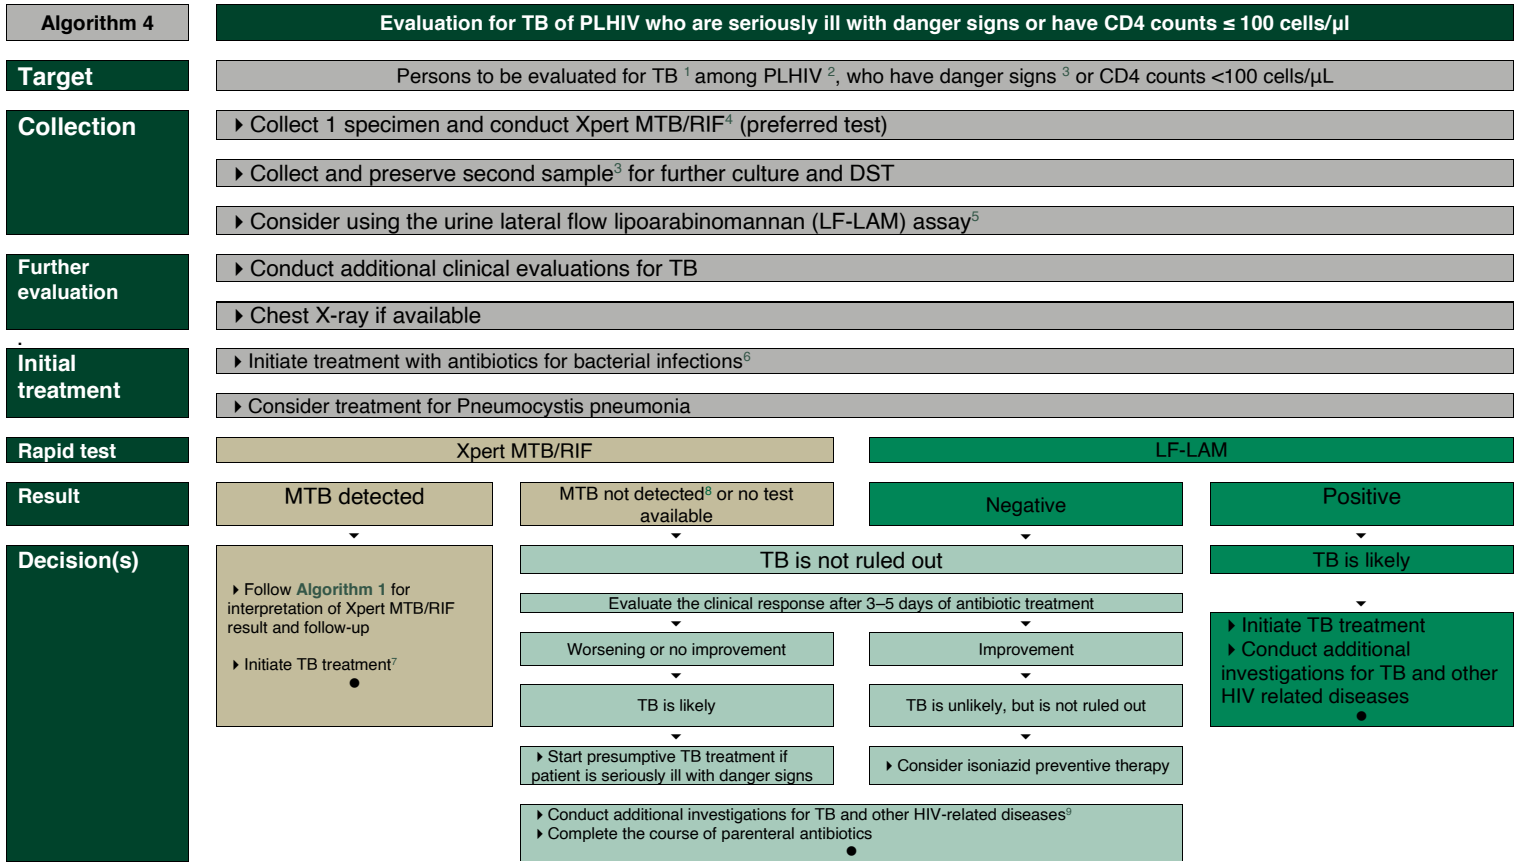 Algorithm 4
Evaluation for TB of PLHIV who are seriously ill with danger signs or have CD4 counts ≤ 100 cells/µl
Target
Persons to be evaluated for TB ¹ among PLHIV ², who have danger signs ³ or CD4 counts <100 cells/µL
Collection
▸ Collect 1 specimen and conduct Xpert MTB/RIF⁴ (preferred test)
▸ Collect and preserve second sample³ for further culture and DST
▸ Consider using the urine lateral flow lipoarabinomannan (LF-LAM) assay⁵
Further
evaluation
▸ Conduct additional clinical evaluations for TB
▸ Chest X-ray if available
.
Initial
treatment
▸ Initiate treatment with antibiotics for bacterial infections⁶
▸ Consider treatment for Pneumocystis pneumonia
Rapid test
Xpert MTB/RIF
LF-LAM
Result
MTB detected
MTB not detected⁸ or no test
available
Negative
Positive
Decision(s)
▸ Follow Algorithm 1 for
interpretation of Xpert MTB/RIF
result and follow-up
▸ Initiate TB treatment⁷
●
TB is not ruled out
Evaluate the clinical response after 3–5 days of antibiotic treatment
Worsening or no improvement
Improvement
TB is likely
TB is unlikely, but is not ruled out
▸ Start presumptive TB treatment if
patient is seriously ill with danger signs
▸ Consider isoniazid preventive therapy
▸ Conduct additional investigations for TB and other HIV-related diseases⁹
▸ Complete the course of parenteral antibiotics
●
TB is likely
▸ Initiate TB treatment
▸ Conduct additional
investigations for TB and other
HIV related diseases
●